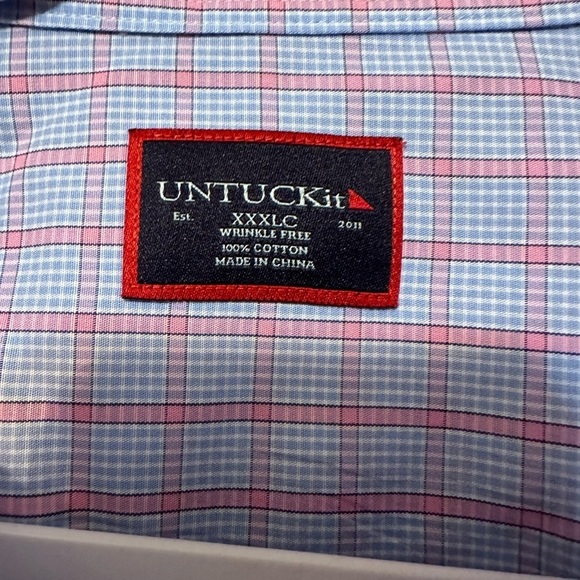 UNTUCKit
Est. XXXLC 2011
WRINKLE FREE
100% COTTON
MADE IN CHINA